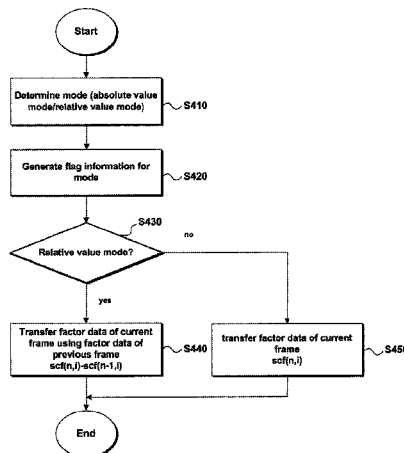 Start
Determine mode (absolute value
mode/relative value mode)
S410
Generate flag information for
mode
S420
S430
Relative value mode?
no
yes
Transfer factor data of current
frame using factor data of
previous frame
scf(n,i)-scf(n-1,i)
S440
transfer factor data of current
frame
scf(n,i)
S450
End